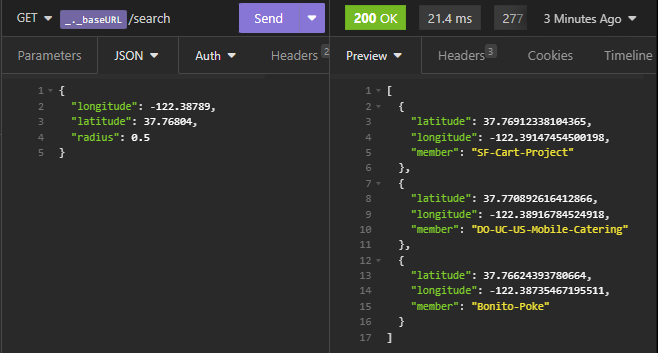 GET _._baseURL /search Send 200 OK 21.4 ms 277 3 Minutes Ago
Parameters JSON Auth Headers 2 Preview Headers 3 Cookies Timeline
1 {
2 "longitude": -122.38789,
3 "latitude": 37.76804,
4 "radius": 0.5
5 }
1 [
2 {
3 "latitude": 37.76912338104365,
4 "longitude": -122.39147454500198,
5 "member": "SF-Cart-Project"
6 },
7 {
8 "latitude": 37.770892616412866,
9 "longitude": -122.38916784524918,
10 "member": "DO-UC-US-Mobile-Catering"
11 },
12 {
13 "latitude": 37.76624393780664,
14 "longitude": -122.38735467195511,
15 "member": "Bonito-Poke"
16 }
17 ]